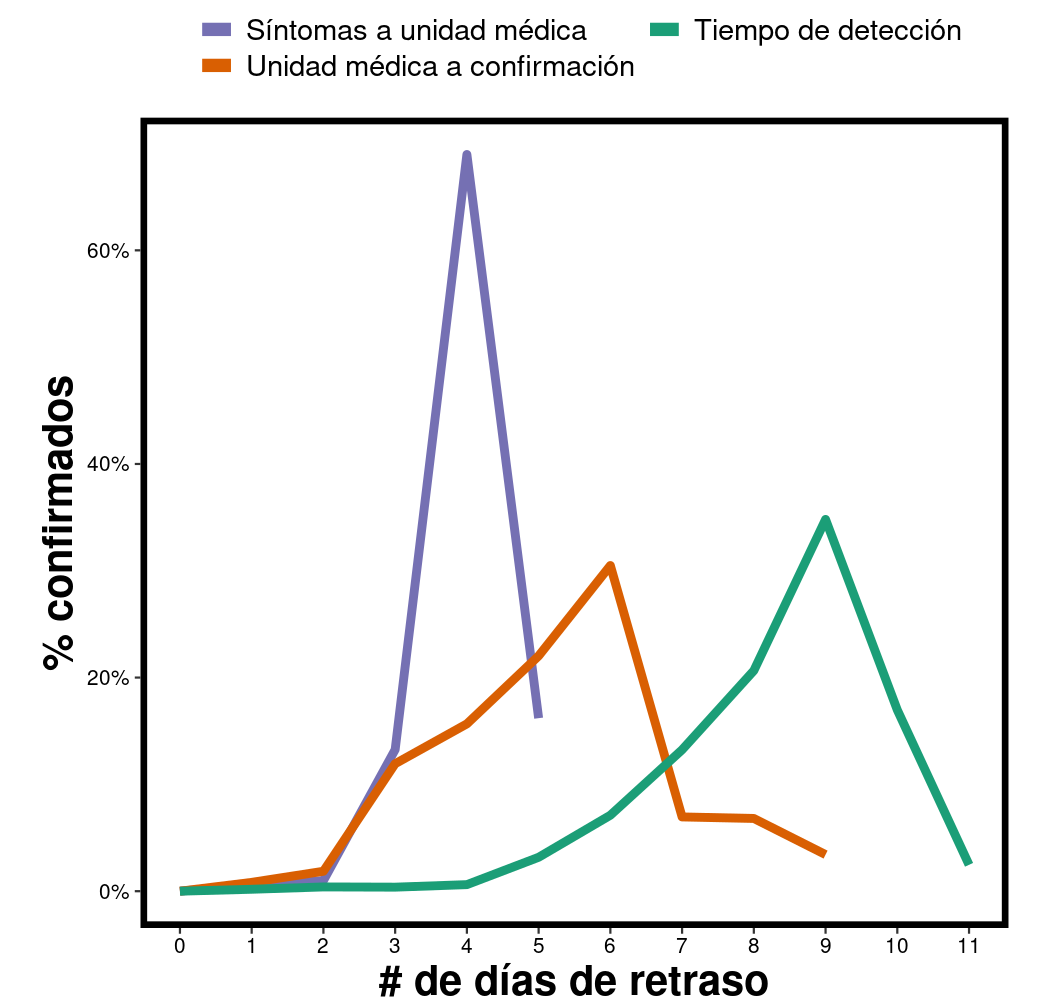 Síntomas a unidad médica
Tiempo de detección
Unidad médica a confirmación
% confirmados
60%
40%
20%
0%
0 1 2 3 4 5 6 7 8 9 10 11
# de días de retraso